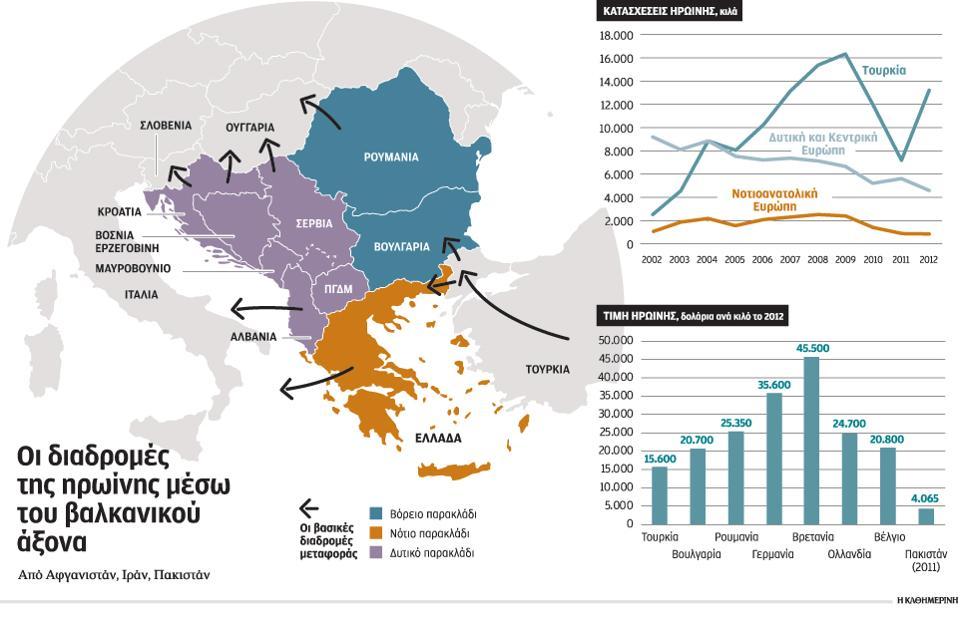 ΣΛΟΒΕΝΙΑ
ΟΥΓΓΑΡΙΑ
ΡΟΥΜΑΝΙΑ
ΚΡΟΑΤΙΑ
ΣΕΡΒΙΑ
ΒΟΣΝΙΑ
ΕΡΖΕΓΟΒΙΝΗ
ΒΟΥΛΓΑΡΙΑ
ΜΑΥΡΟΒΟΥΝΙΟ
ΠΓΔΜ
ΙΤΑΛΙΑ
ΑΛΒΑΝΙΑ
ΤΟΥΡΚΙΑ
ΕΛΛΑΔΑ
Οι διαδρομές
της ηρωίνης μέσω
του βαλκανικού
άξονα
Από Αφγανιστάν, Ιράν, Πακιστάν
Οι βασικές
διαδρομές
μεταφοράς
Βόρειο παρακλάδι
Νότιο παρακλάδι
Δυτικό παρακλάδι
ΚΑΤΑΣΧΕΣΕΙΣ ΗΡΩΙΝΗΣ, κιλά
18.000
16.000
14.000
12.000
10.000
8.000
6.000
4.000
2.000
0
Τουρκία
Δυτική και Κεντρική
Ευρώπη
Νοτιοανατολική
Ευρώπη
2002 2003 2004 2005 2006 2007 2008 2009 2010 2011 2012
ΤΙΜΗ ΗΡΩΙΝΗΣ, δολάρια ανά κιλό το 2012
50.000
45.000
40.000
35.000
30.000
25.000
20.000
15.000
10.000
5.000
0
15.600
20.700
25.350
35.600
45.500
24.700
20.800
4.065
Τουρκία
Βουλγαρία
Ρουμανία
Γερμανία
Βρετανία
Ολλανδία
Βέλγιο
Πακιστάν
(2011)
Η ΚΑΘΗΜΕΡΙΝΗ